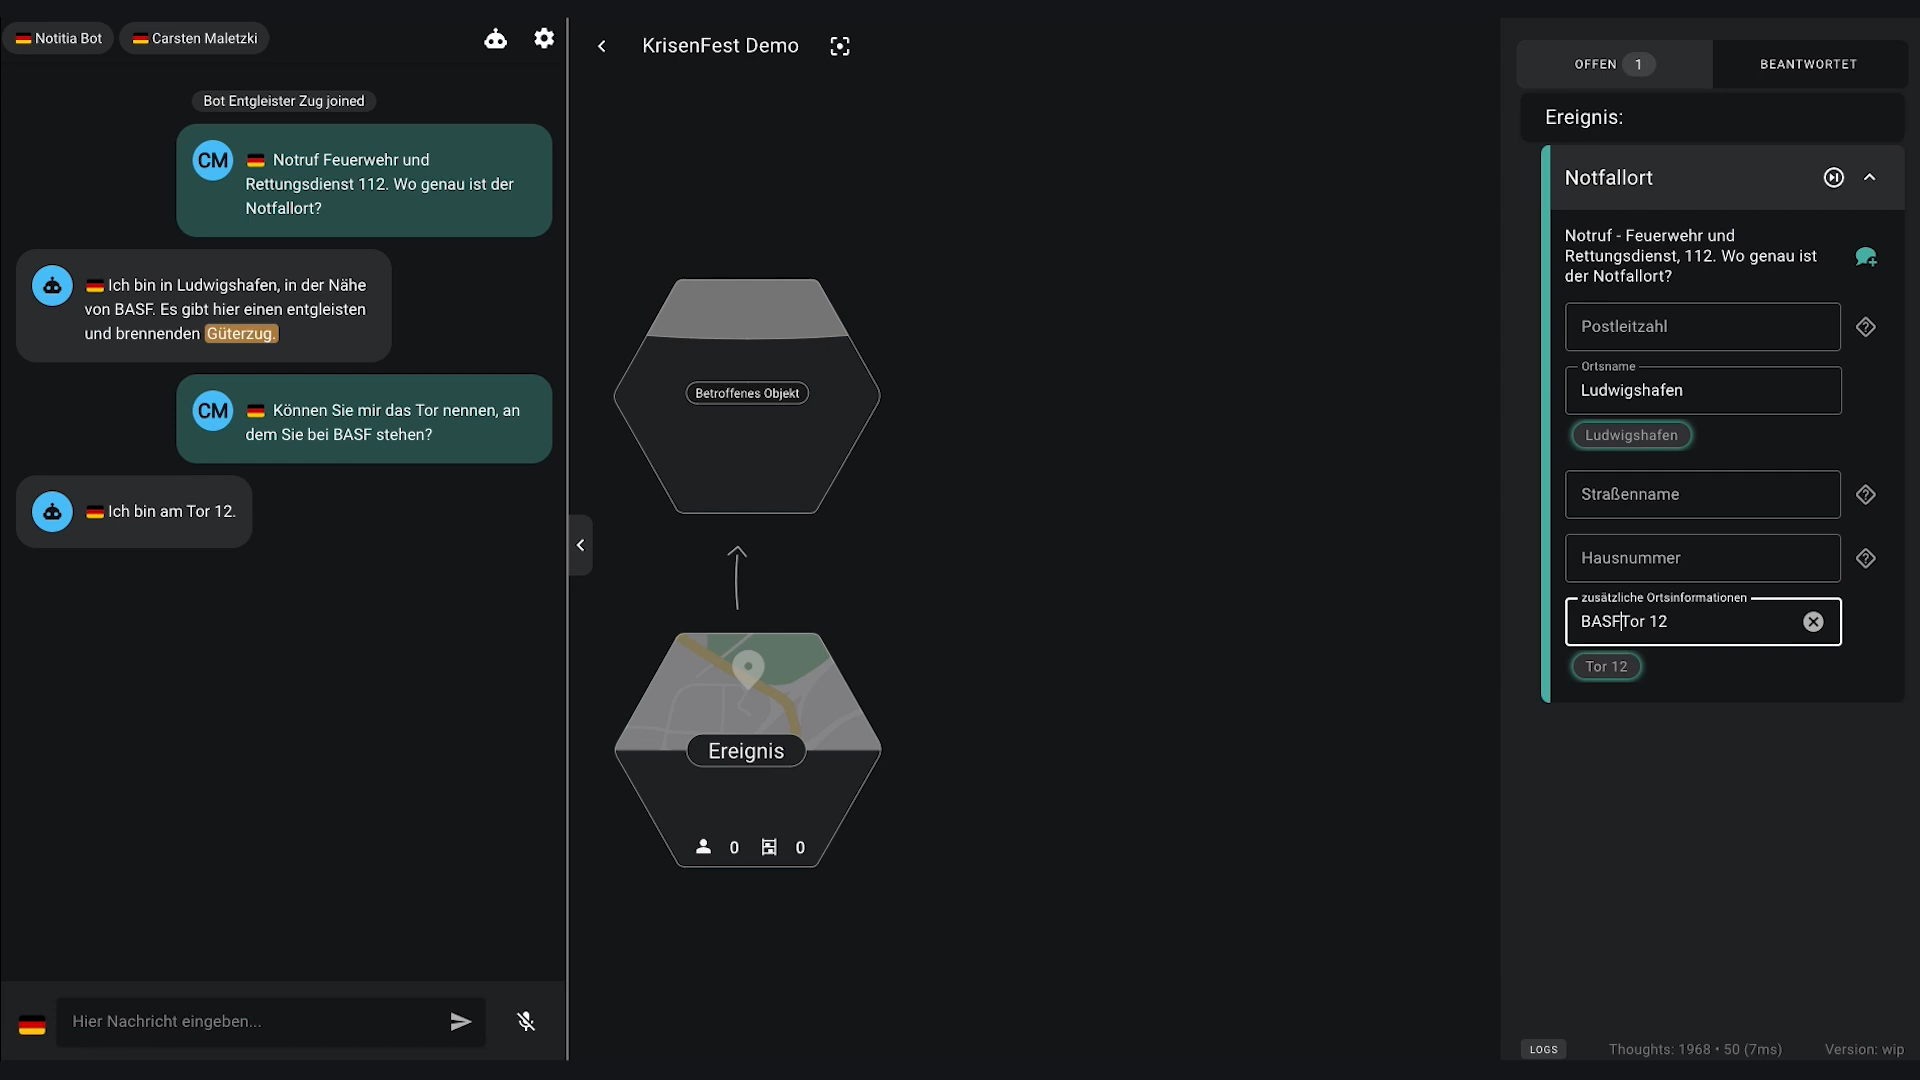 Notitia Bot
Carsten Maletzki
Bot Entgleister Zug joined
CM
Notruf Feuerwehr und
Rettungsdienst 112. Wo genau ist der
Notfallort?
Ich bin in Ludwigshafen, in der Nähe
von BASF. Es gibt hier einen entgleisten
und brennenden Güterzug.
CM
Können Sie mir das Tor nennen, an
dem Sie bei BASF stehen?
Ich bin am Tor 12.
Hier Nachricht eingeben...
KrisenFest Demo
Betroffenes Objekt
Ereignis
0 0
OFFEN 1
BEANTWORTET
Ereignis:
Notfallort
Notruf - Feuerwehr und
Rettungsdienst, 112. Wo genau ist
der Notfallort?
Postleitzahl
Ortsname
Ludwigshafen
Ludwigshafen
Straßenname
Hausnummer
zusätzliche Ortsinformationen
BASFTor 12
Tor 12
LOGS
Thoughts: 1968 • 50 (7ms)
Version: wip